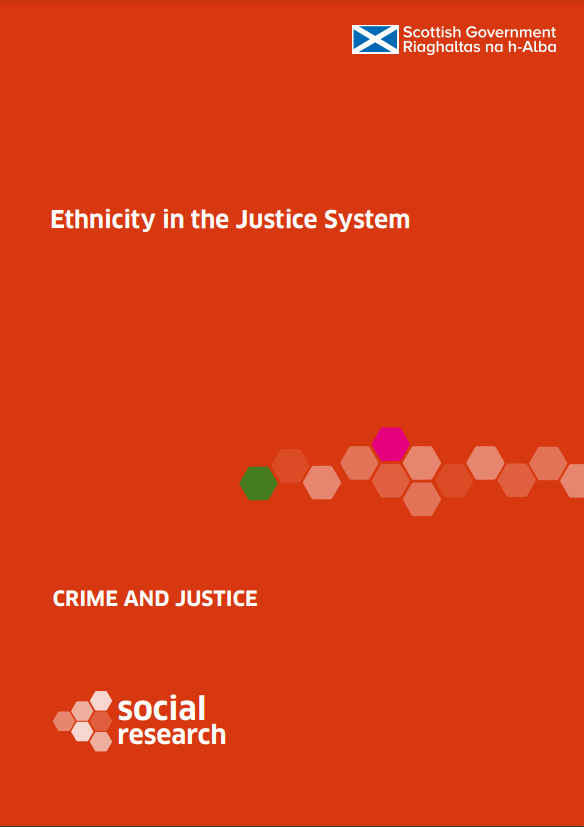 Scottish Government
Riaghaltas na h-Alba
Ethnicity in the Justice System
CRIME AND JUSTICE
social
research